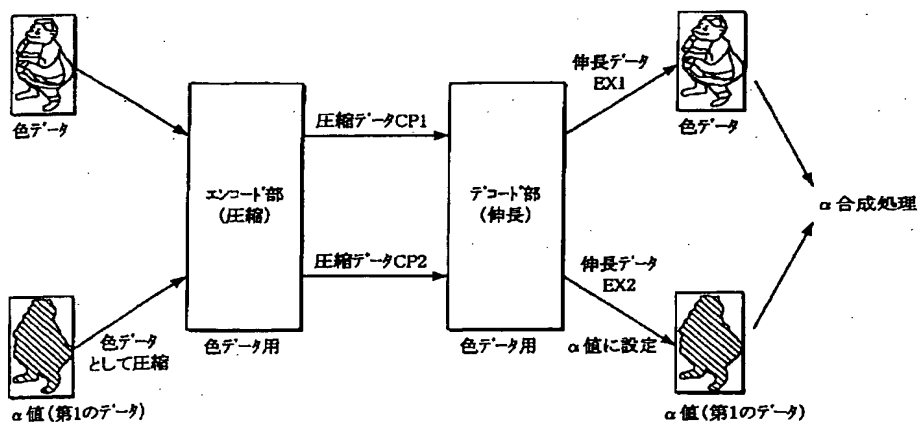 色データ
エンコード部
(圧縮)
色データ用
色データ
として圧縮
α値(第1のデータ)
圧縮データCP1
圧縮データCP2
デコード部
(伸長)
色データ用
伸長データ
EX1
色データ
伸長データ
EX2
α値に設定
α値(第1のデータ)
α合成処理